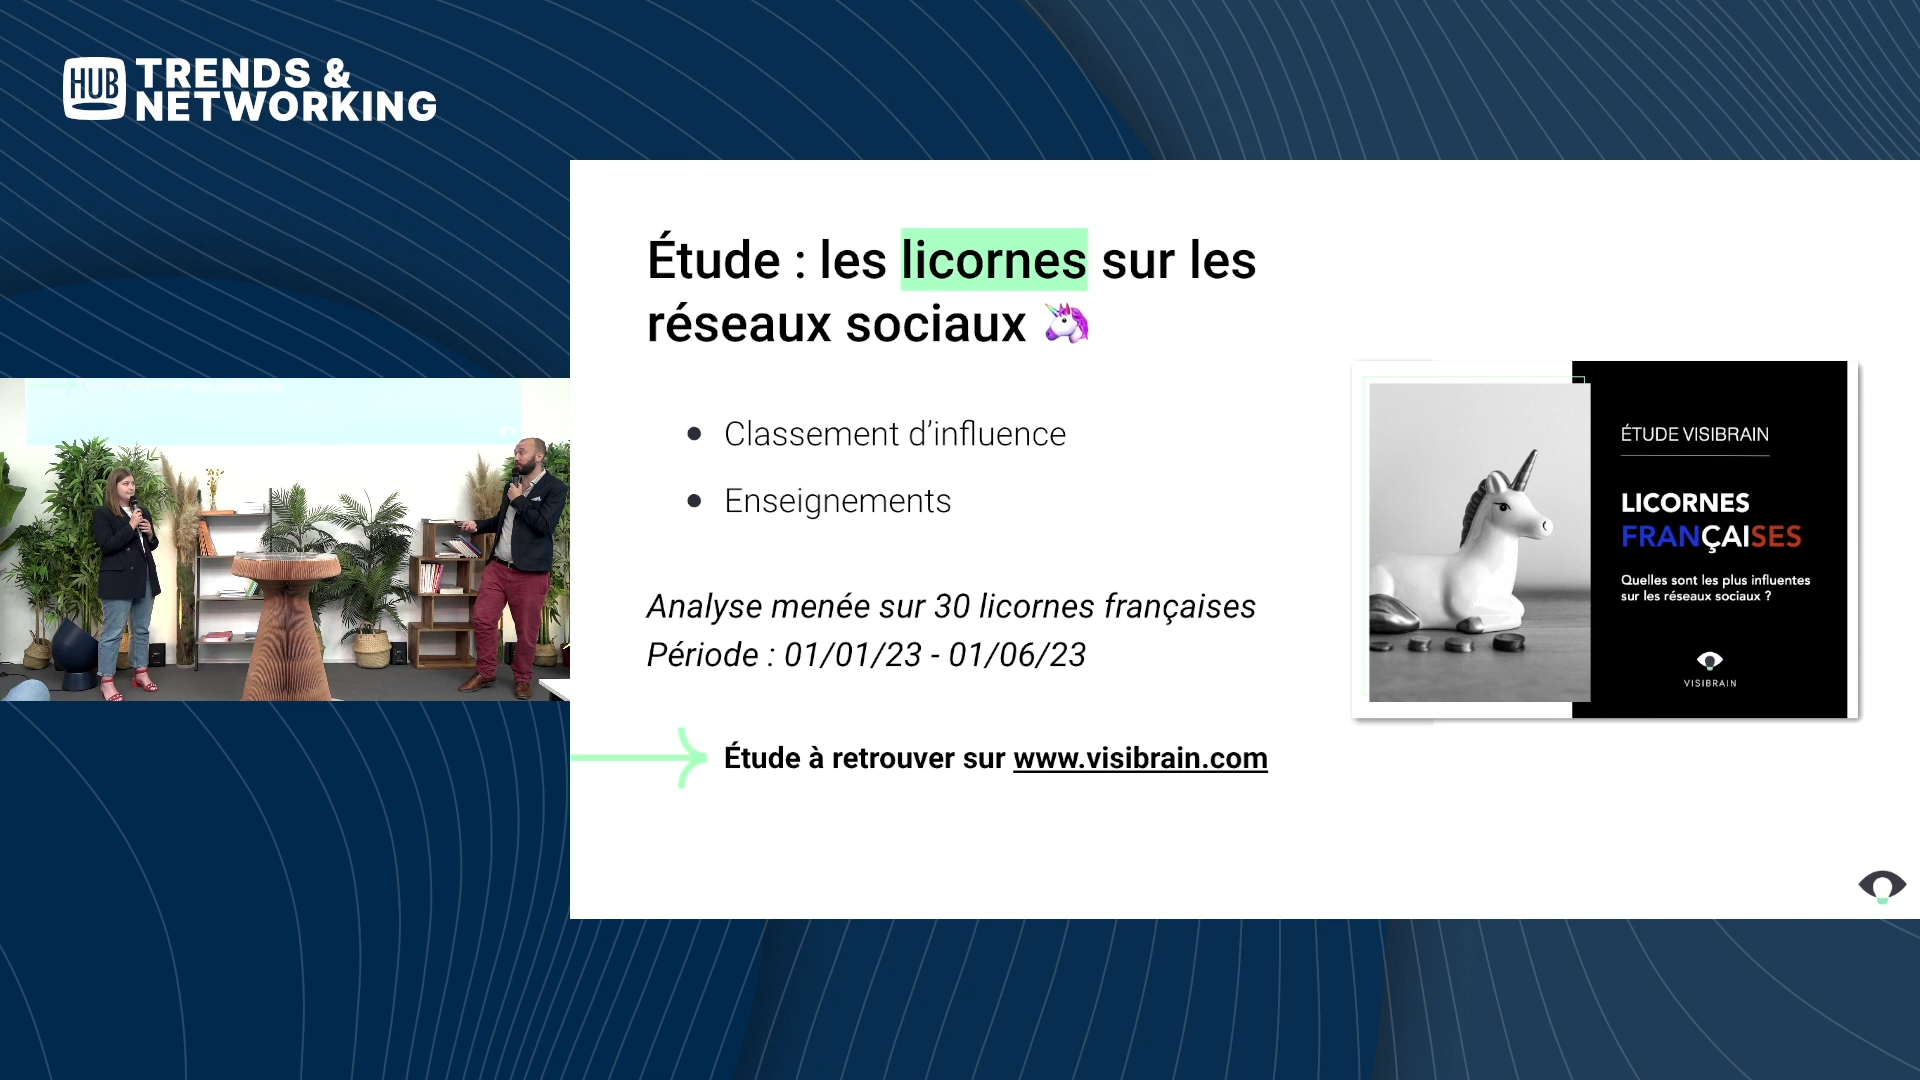 HUB
TRENDS &
NETWORKING
Étude : les licornes sur les
réseaux sociaux
Classement d’influence
Enseignements
Analyse menée sur 30 licornes françaises
Période : 01/01/23 - 01/06/23
Étude à retrouver sur www.visibrain.com
ÉTUDE VISIBRAIN
LICORNES
FRANÇAISES
Quelles sont les plus influentes
sur les réseaux sociaux ?
VISIBRAIN